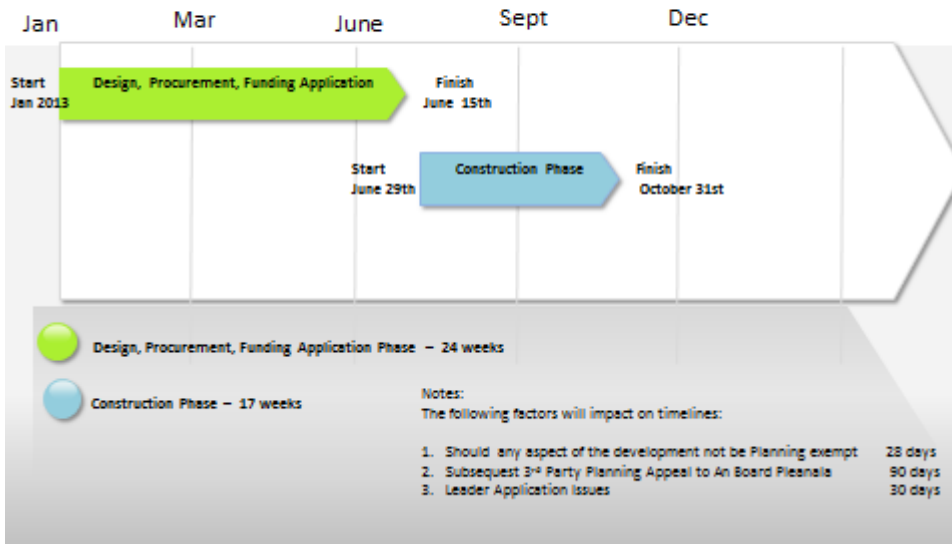 Jan Mar June Sept Dec
Start Design, Procurement, Funding Application Finish
Jan 2013 June 15th
Start Construction Phase Finish
June 29th October 31st
Design, Procurement, Funding Application Phase – 24 weeks
Construction Phase – 17 weeks
Notes:
The following factors will impact on timelines:
1. Should any aspect of the development not be Planning exempt 28 days
2. Subsequest 3rd Party Planning Appeal to An Board Pleanala 90 days
3. Leader Application Issues 30 days